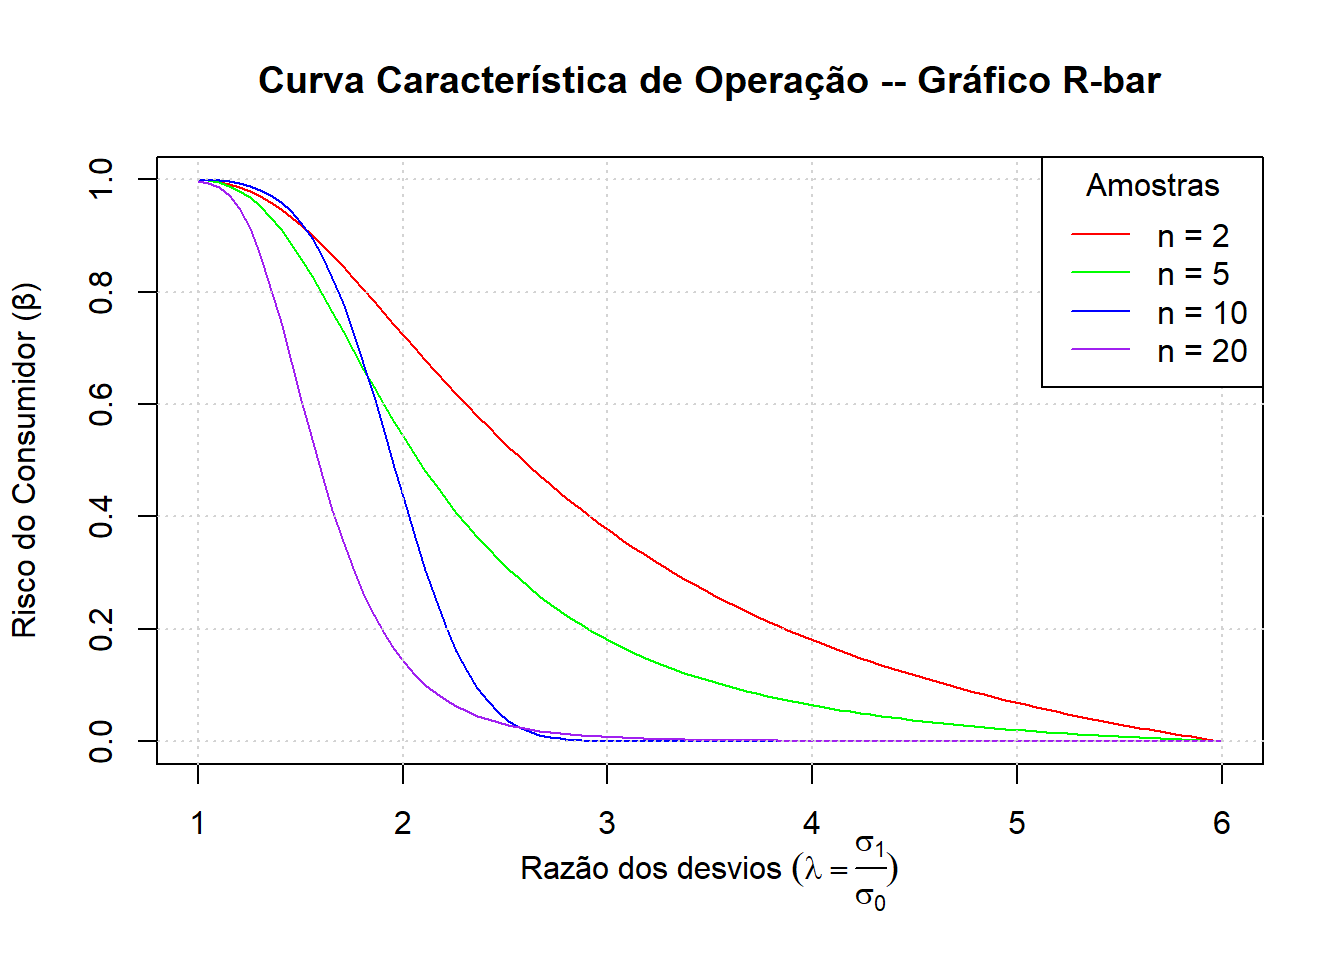 Curva Característica de Operação -- Gráfico R-bar
Amostras
n = 2
n = 5
n = 10
n = 20
Risco do Consumidor (β)
1.0
0.8
0.6
0.4
0.2
0.0
1 2 3 4 5 6
Razão dos desvios (λ = σ1/σ0)